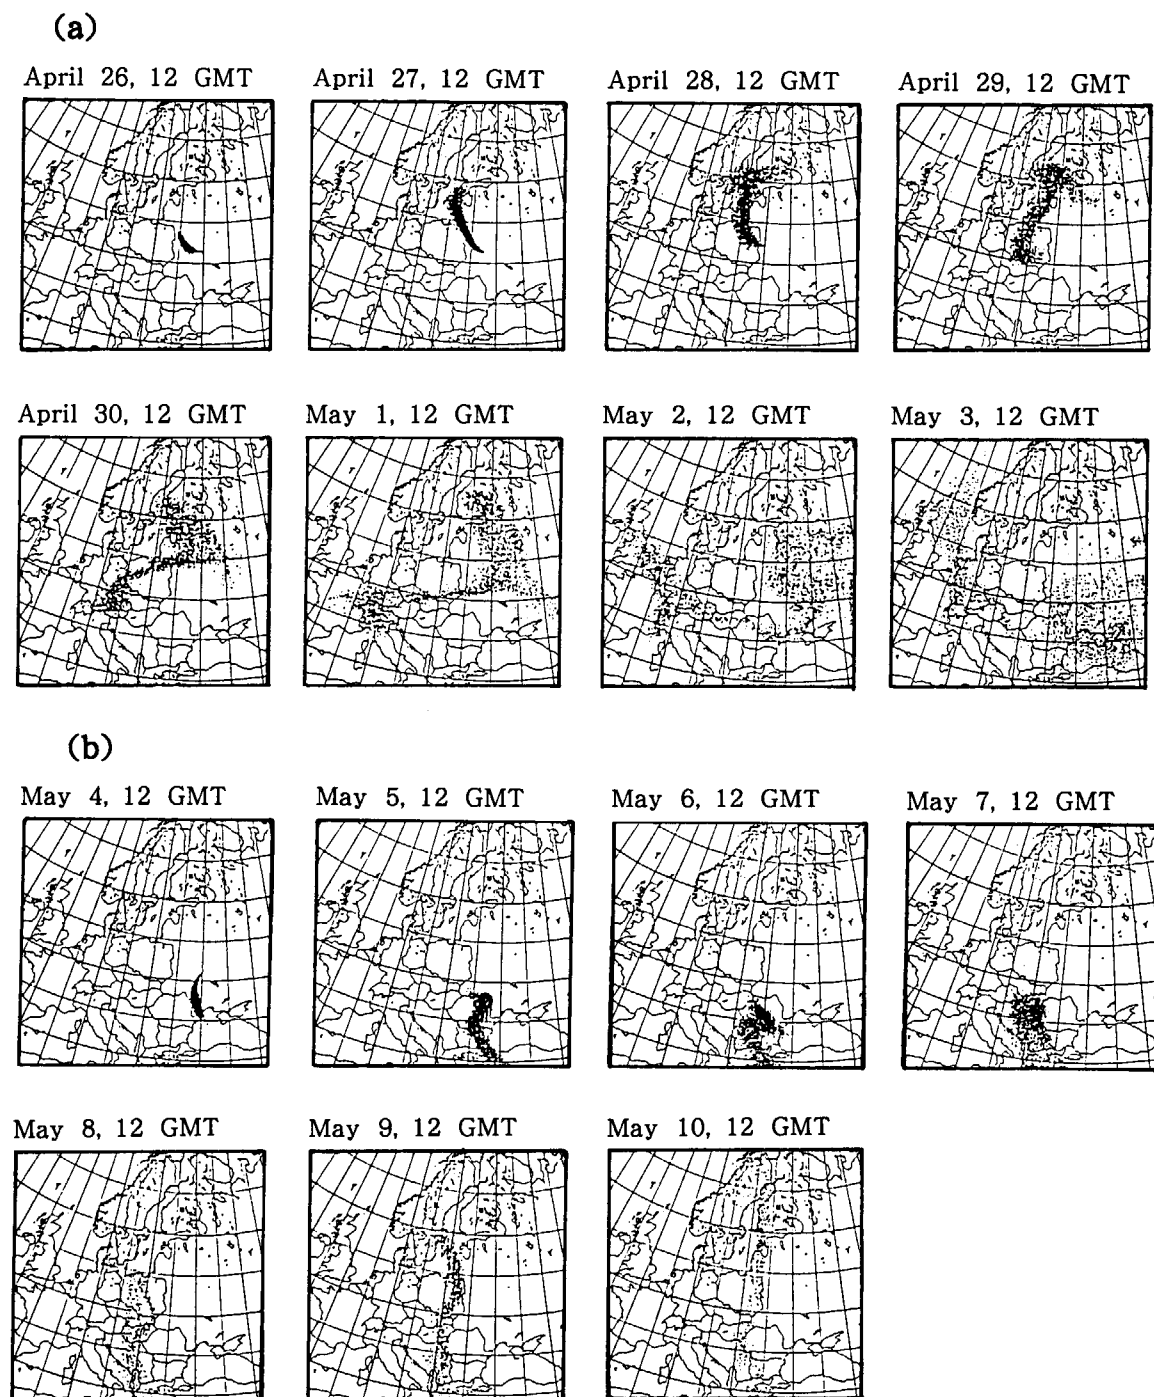 (a)
April 26, 12 GMT
April 27, 12 GMT
April 28, 12 GMT
April 29, 12 GMT
April 30, 12 GMT
May 1, 12 GMT
May 2, 12 GMT
May 3, 12 GMT
(b)
May 4, 12 GMT
May 5, 12 GMT
May 6, 12 GMT
May 7, 12 GMT
May 8, 12 GMT
May 9, 12 GMT
May 10, 12 GMT